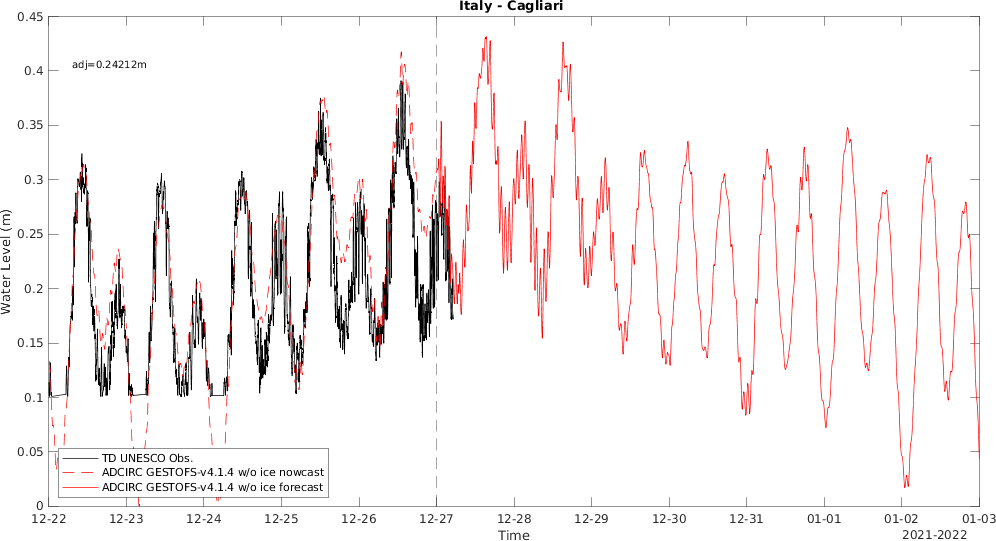 Italy - Cagliari
adj=0.24212m
0.45
0.4
0.35
0.3
0.25
0.2
0.15
0.1
0.05
0
Water Level (m)
TD UNESCO Obs.
ADCIRC GESTOFS-v4.1.4 w/o ice nowcast
ADCIRC GESTOFS-v4.1.4 w/o ice forecast
12-22 12-23 12-24 12-25 12-26 12-27 12-28 12-29 12-30 12-31 01-01 01-02 01-03
Time
2021-2022